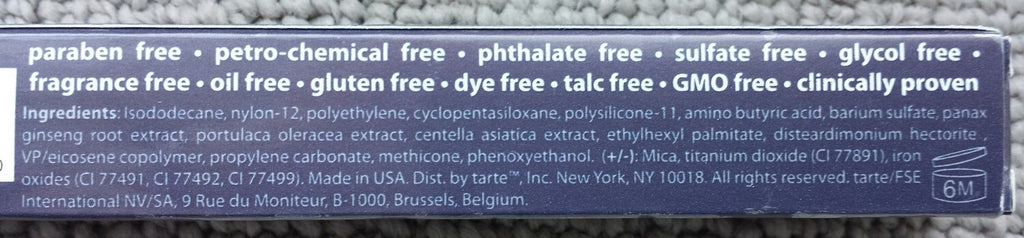 paraben free • petro-chemical free • phthalate free • sulfate free • glycol free •
fragrance free • oil free • gluten free • dye free • talc free • GMO free • clinically proven
Ingredients: Isododecane, nylon-12, polyethylene, cyclopentasiloxane, polysilicone-11, amino butyric acid, barium sulfate, panax
ginseng root extract, portulaca oleracea extract, centella asiatica extract, ethylhexyl palmitate, disteardimonium hectorite,
VP/eicosene copolymer, propylene carbonate, methicone, phenoxyethanol. (+/-): Mica, titanium dioxide (CI 77891), iron
oxides (CI 77491, CI 77492, CI 77499). Made in USA. Dist. by tarte™, Inc. New York, NY 10018. All rights reserved. tarte/FSE
International NV/SA, 9 Rue du Moniteur, B-1000, Brussels, Belgium.
6M